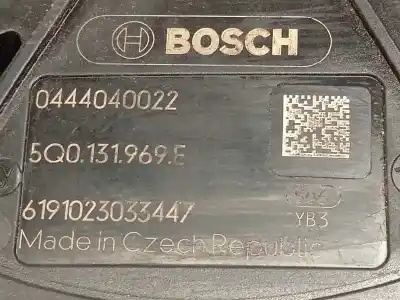 BOSCH
0444040022
5Q0.131.969.E
6191023033447
YB3
Made in Czech Republic